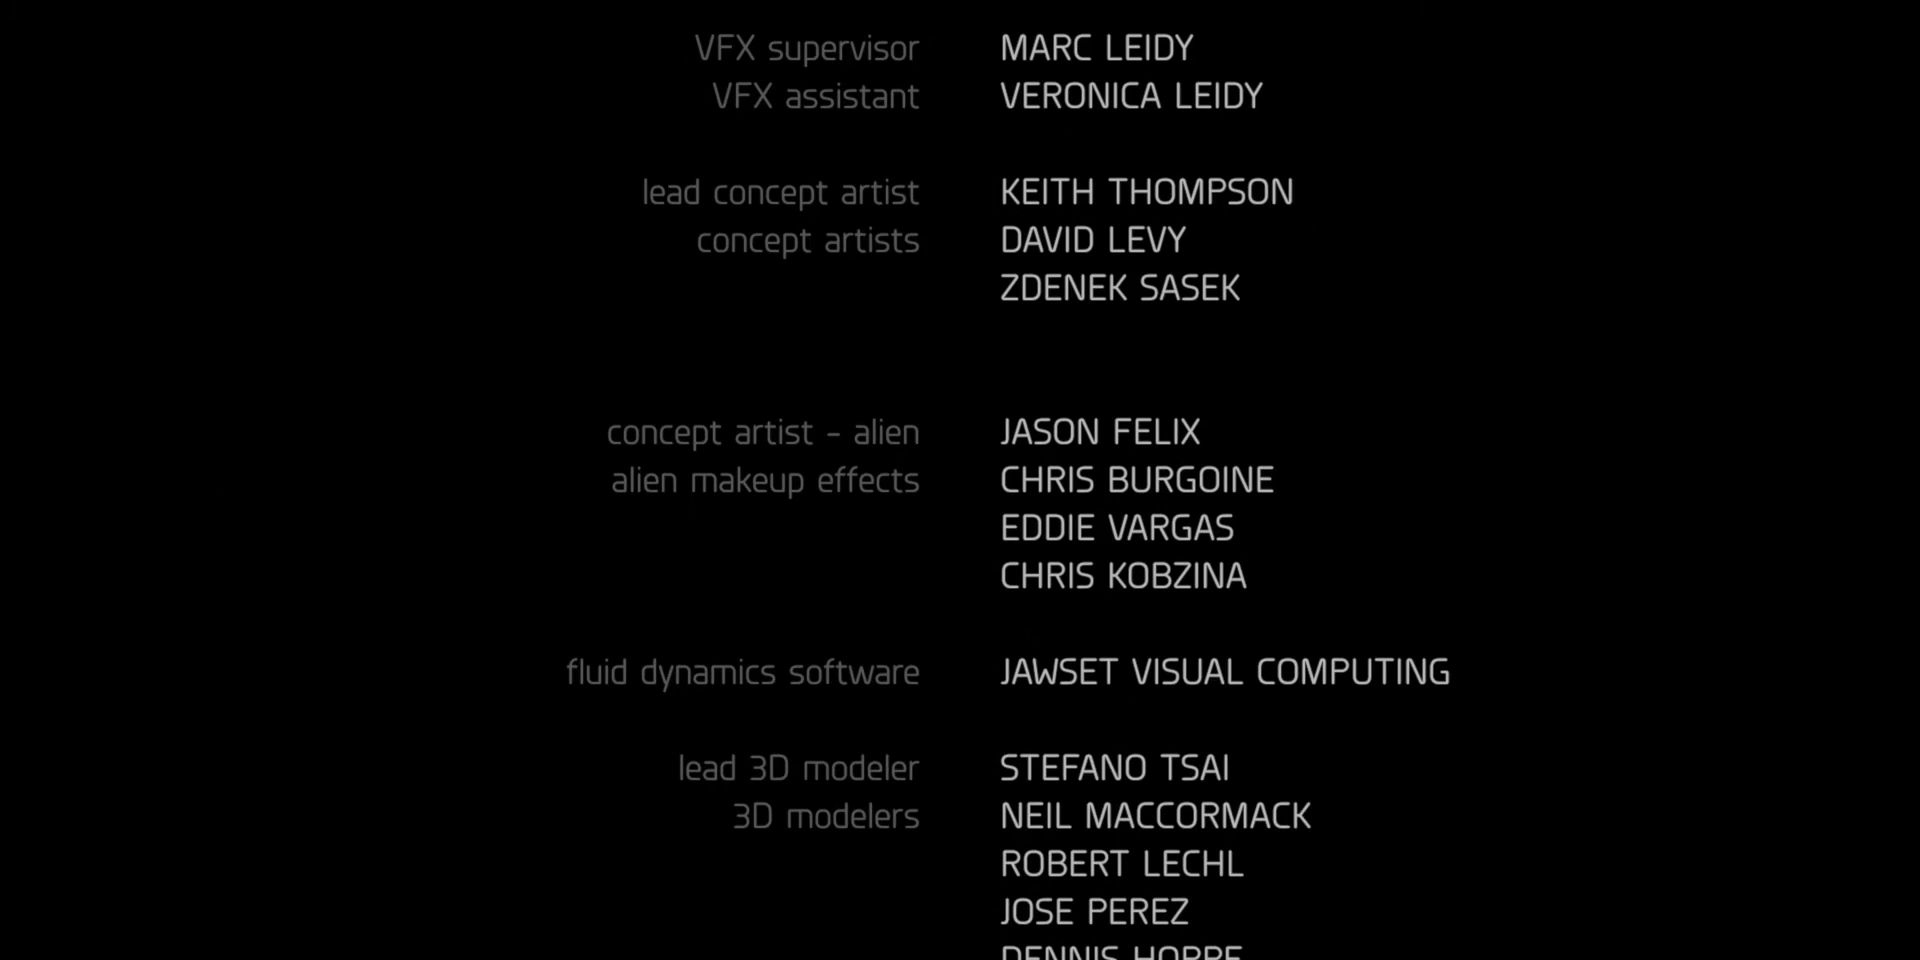 VFX supervisor MARC LEIDY
VFX assistant VERONICA LEIDY
lead concept artist KEITH THOMPSON
concept artists DAVID LEVY
ZDENEK SASEK
concept artist - alien JASON FELIX
alien makeup effects CHRIS BURGOINE
EDDIE VARGAS
CHRIS KOBZINA
fluid dynamics software JAWSET VISUAL COMPUTING
lead 3D modeler STEFANO TSAI
3D modelers NEIL MACCORMACK
ROBERT LECHL
JOSE PEREZ
DENNIS